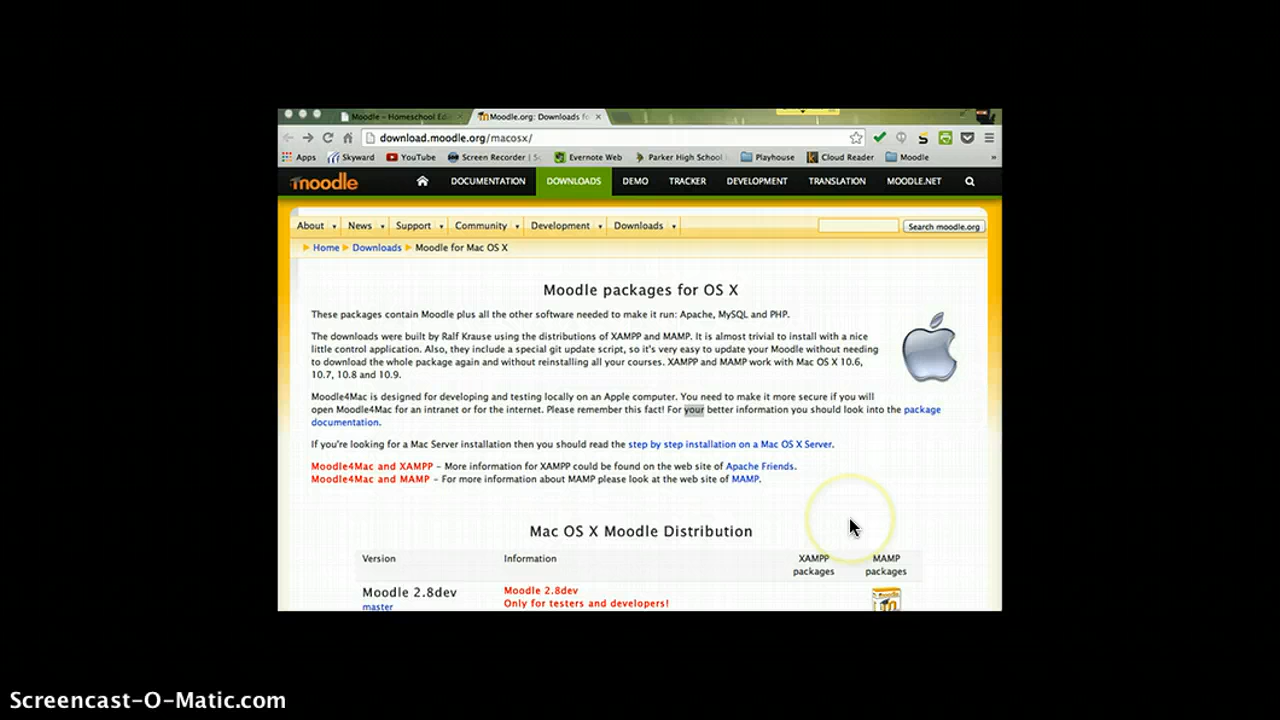 Moodle - Homeschool Ed
Moodle.org: Downloads fo
download.moodle.org/macosx/
Apps Skyward YouTube Screen Recorder | Sc Evernote Web Parker High School Playhouse Cloud Reader Moodle »
moodle DOCUMENTATION DOWNLOADS DEMO TRACKER DEVELOPMENT TRANSLATION MOODLE.NET
About News Support Community Development Downloads Search moodle.org
Home Downloads Moodle for Mac OS X
Moodle packages for OS X
These packages contain Moodle plus all the other software needed to make it run: Apache, MySQL and PHP.
The downloads were built by Ralf Krause using the distributions of XAMPP and MAMP. It is almost trivial to install with a nice
little control application. Also, they include a special git update script, so it's very easy to update your Moodle without needing
to download the whole package again and without reinstalling all your courses. XAMPP and MAMP work with Mac OS X 10.6,
10.7, 10.8 and 10.9.
Moodle4Mac is designed for developing and testing locally on an Apple computer. You need to make it more secure if you will
open Moodle4Mac for an intranet or for the internet. Please remember this fact! For your better information you should look into the package
documentation.
If you're looking for a Mac Server installation then you should read the step by step installation on a Mac OS X Server.
Moodle4Mac and XAMPP - More information for XAMPP could be found on the web site of Apache Friends.
Moodle4Mac and MAMP - For more information about MAMP please look at the web site of MAMP.
Mac OS X Moodle Distribution
Version Information XAMPP packages MAMP packages
Moodle 2.8dev Moodle 2.8dev
master Only for testers and developers!
Screencast-O-Matic.com